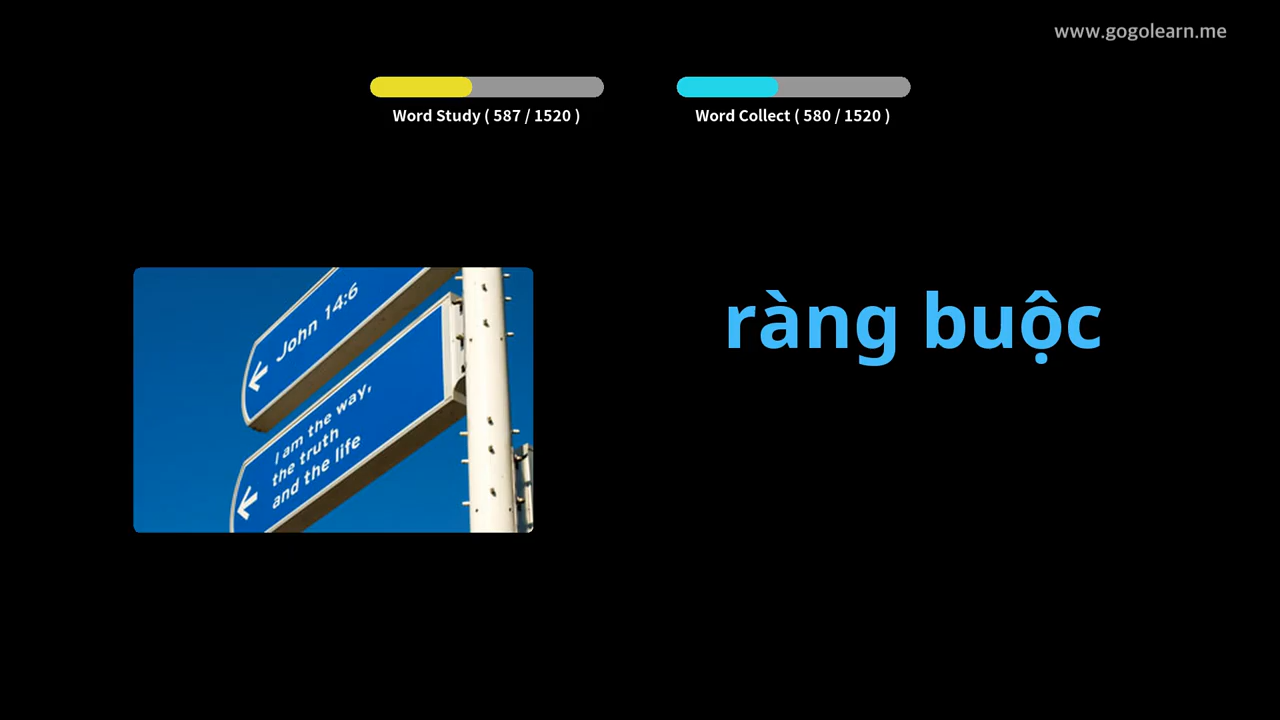 www.gogolearn.me
Word Study ( 587 / 1520 )
Word Collect ( 580 / 1520 )
John 14:6
I am the way,
the truth
and the life
ràng buộc